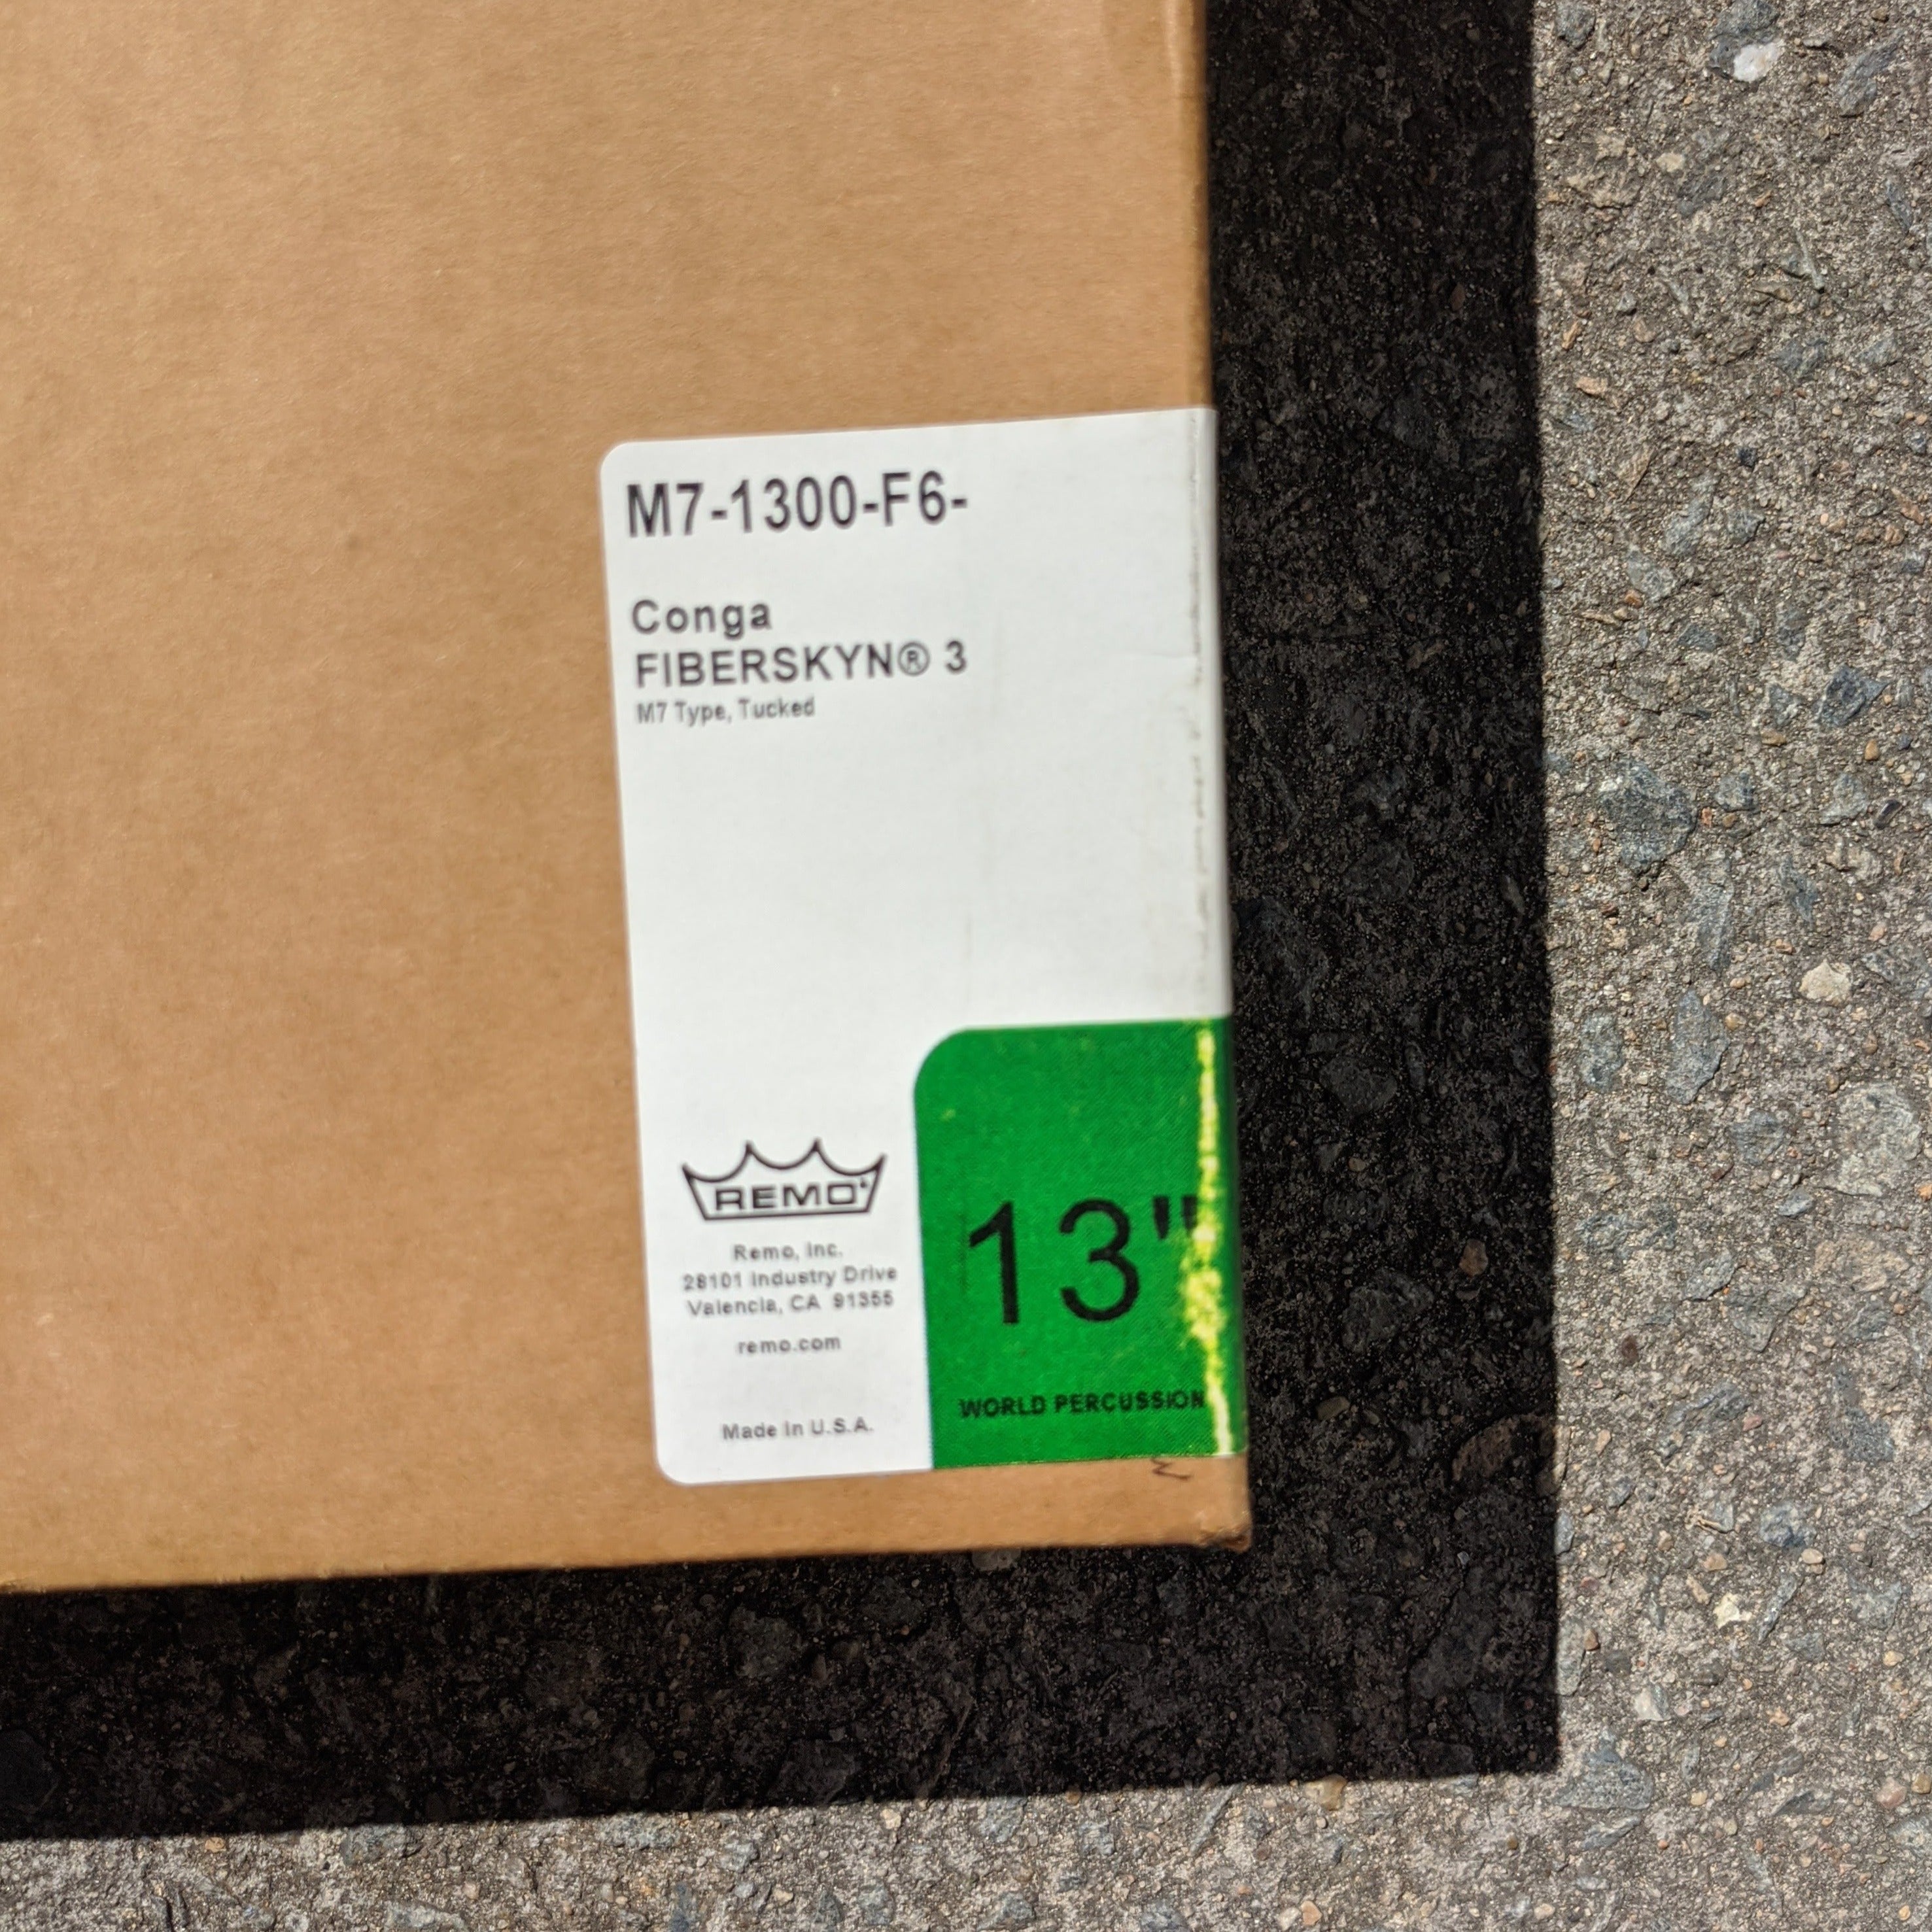 M7-1300-F6-
Conga
FIBERSKYN® 3
M7 Type, Tucked
REMO
Remo, Inc.
28101 Industry Drive
Valencia, CA 91355
remo.com
Made In U.S.A.
13"
WORLD PERCUSSION